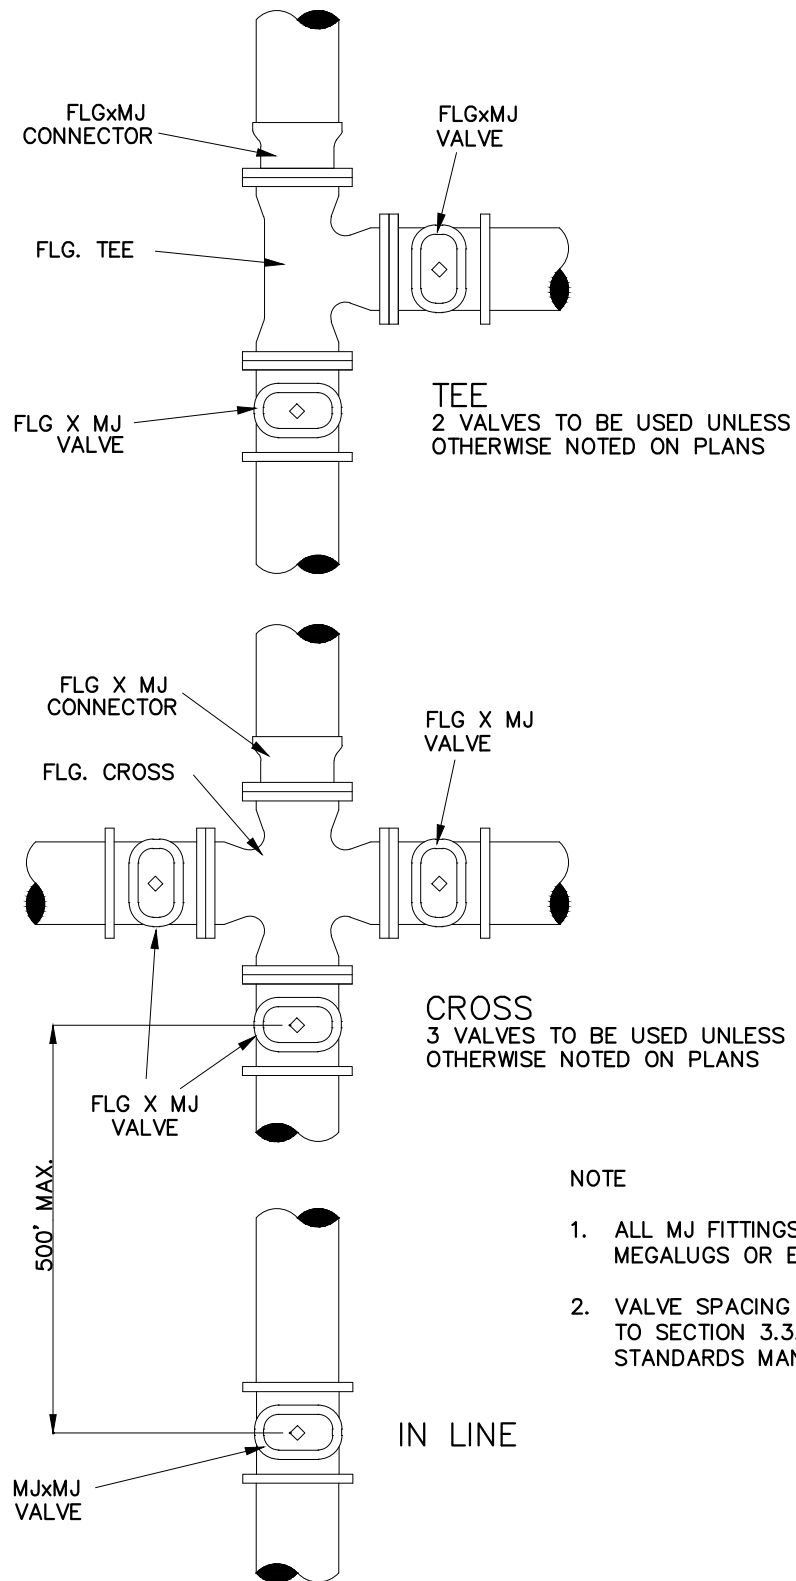 FLGxMJ
CONNECTOR
FLGxMJ
VALVE
FLG. TEE
FLG X MJ
VALVE
TEE
2 VALVES TO BE USED UNLESS
OTHERWISE NOTED ON PLANS
FLG X MJ
CONNECTOR
FLG X MJ
VALVE
FLG. CROSS
CROSS
3 VALVES TO BE USED UNLESS
OTHERWISE NOTED ON PLANS
FLG X MJ
VALVE
500' MAX.
NOTE
1. ALL MJ FITTINGS
MEGALUGS OR
2. VALVE SPACING
TO SECTION 3.3.
STANDARDS
IN LINE
MJxMJ
VALVE